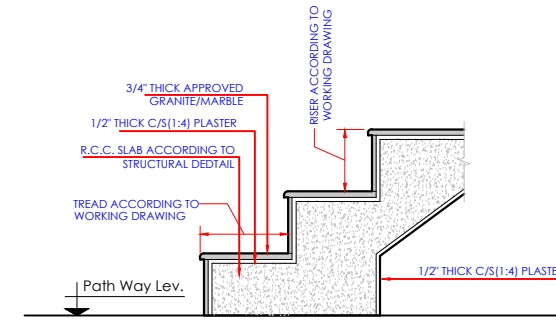 RISER ACCORDING TO
WORKING DRAWING
3/4" THICK APPROVED
GRANITE/MARBLE
1/2" THICK C/S(1:4) PLASTER
R.C.C. SLAB ACCORDING TO
STRUCTURAL DEDTAIL
TREAD ACCORDING TO
WORKING DRAWING
1/2" THICK C/S(1:4) PLASTE
Path Way Lev.